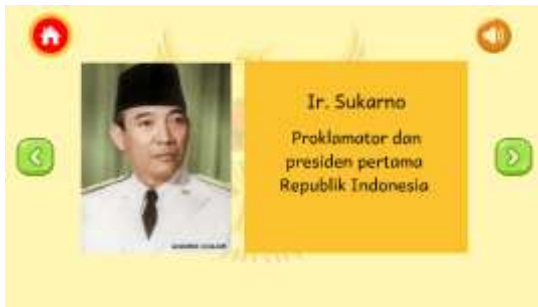 Ir. Sukarno
Proklamator dan
presiden pertama
Republik Indonesia